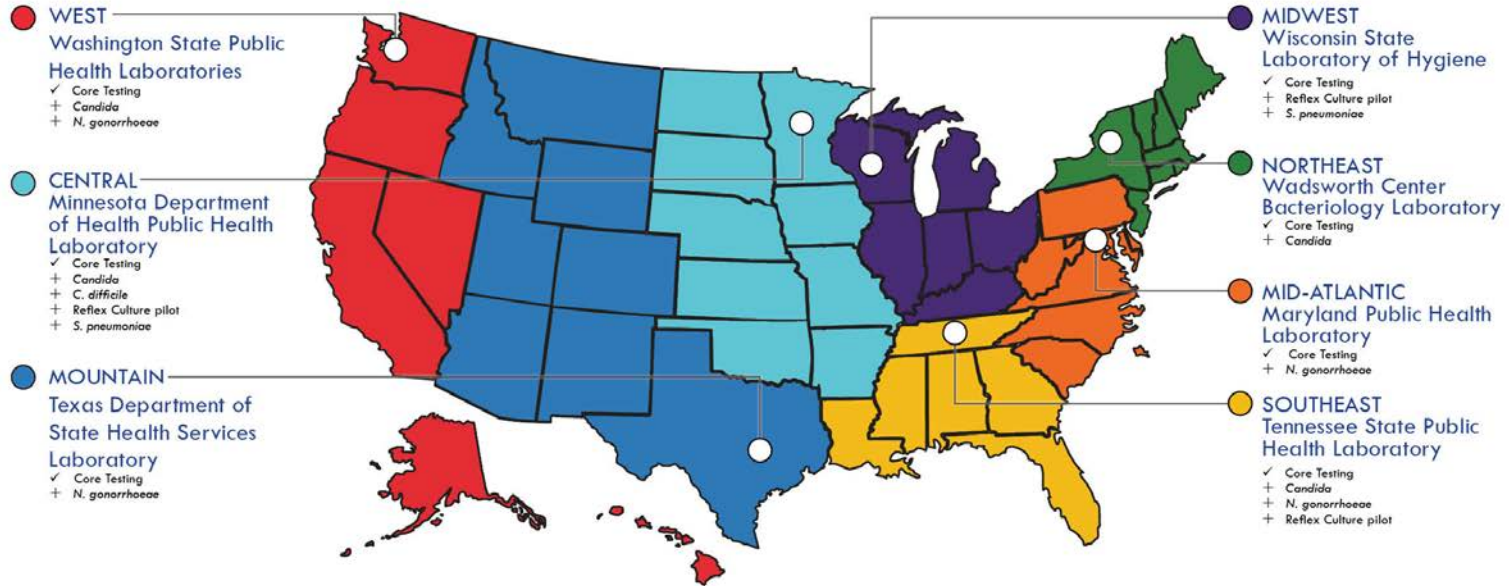 WEST
Washington State Public
Health Laboratories
✓ Core Testing
+ Candida
+ N. gonorrhoeae
CENTRAL
Minnesota Department
of Health Public Health
Laboratory
✓ Core Testing
+ Candida
+ C. difficile
+ Reflex Culture pilot
+ S. pneumoniae
MOUNTAIN
Texas Department of
State Health Services
Laboratory
✓ Core Testing
+ N. gonorrhoeae
MIDWEST
Wisconsin State
Laboratory of Hygiene
✓ Core Testing
+ Reflex Culture pilot
+ S. pneumoniae
NORTHEAST
Wadsworth Center
Bacteriology Laboratory
✓ Core Testing
+ Candida
MID-ATLANTIC
Maryland Public Health
Laboratory
✓ Core Testing
+ N. gonorrhoeae
SOUTHEAST
Tennessee State Public
Health Laboratory
✓ Core Testing
+ Candida
+ N. gonorrhoeae
+ Reflex Culture pilot